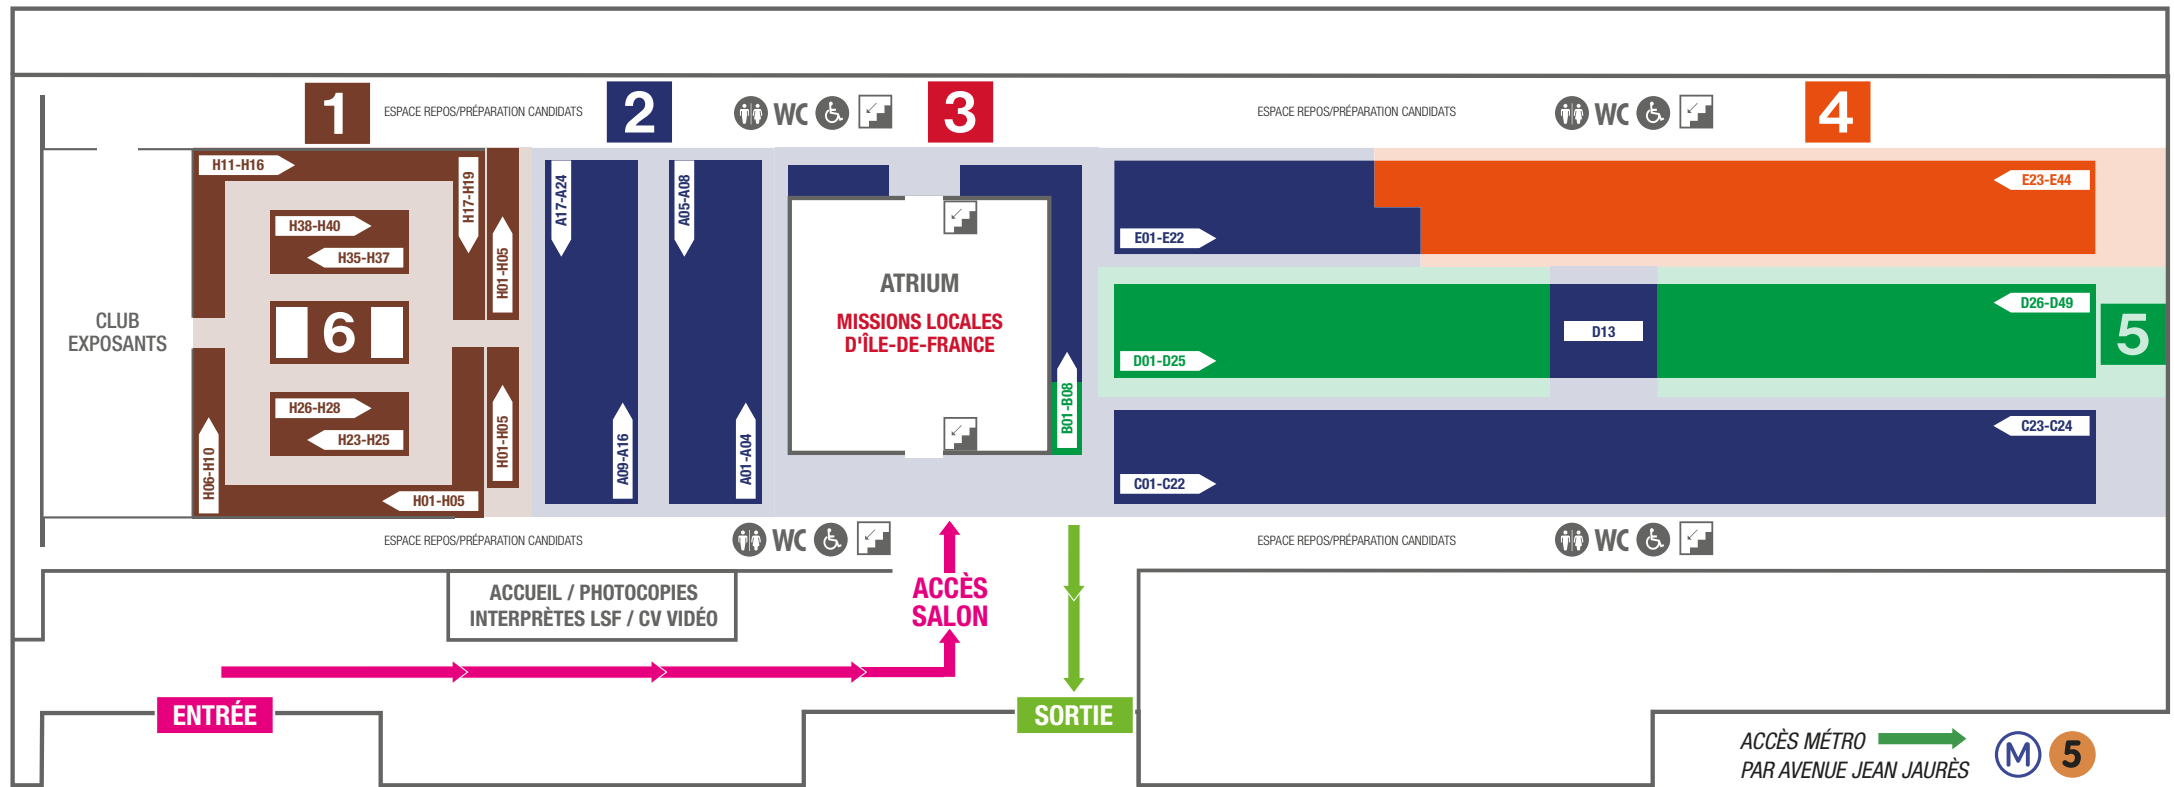 1
ESPACE REPOS/PRÉPARATION CANDIDATS
2
WC
3
ESPACE REPOS/PRÉPARATION CANDIDATS
WC
4
H11-H16
H17-H19
H01-H05
A17-A24
A05-A08
E23-E44
H38-H40
H35-H37
E01-E22
CLUB
EXPOSANTS
6
ATRIUM
MISSIONS LOCALES
D'ÎLE-DE-FRANCE
D26-D49
D13
5
D01-D25
B01-B08
H26-H28
H23-H25
H06-H10
H01-H05
H01-H05
A09-A16
A01-A04
C23-C24
C01-C22
ESPACE REPOS/PRÉPARATION CANDIDATS
WC
ESPACE REPOS/PRÉPARATION CANDIDATS
WC
ACCUEIL / PHOTOCOPIES
INTERPRÈTES LSF / CV VIDÉO
ACCÈS
SALON
ENTRÉE
SORTIE
ACCÈS MÉTRO
PAR AVENUE JEAN JAURÈS
M
5